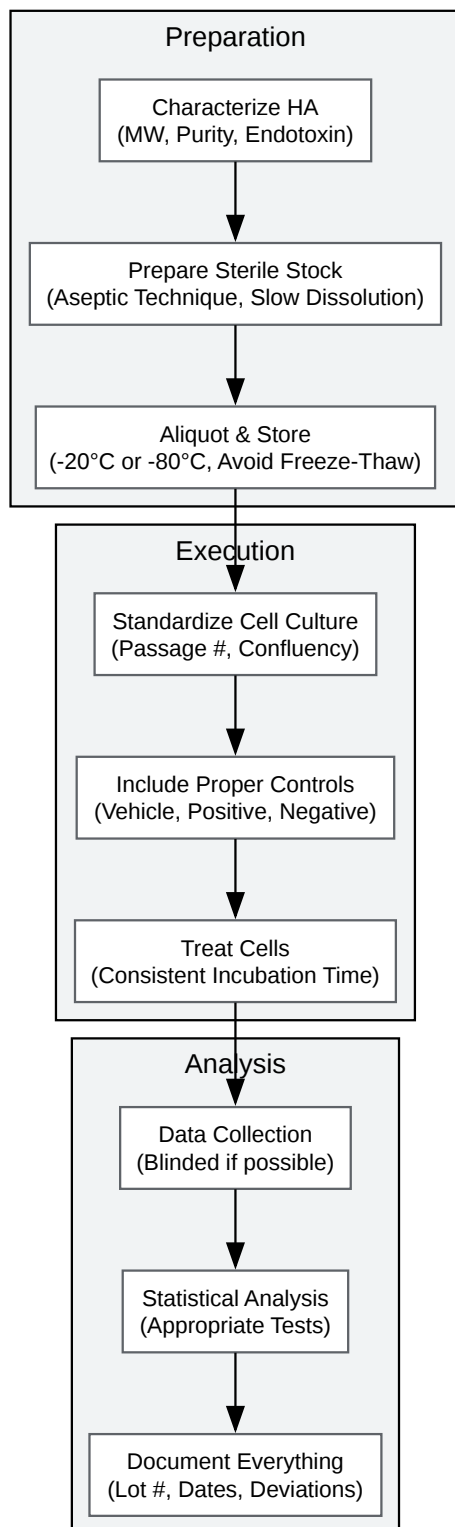 Preparation
Characterize HA
(MW, Purity, Endotoxin)
Prepare Sterile Stock
(Aseptic Technique, Slow Dissolution)
Aliquot & Store
(-20°C or -80°C, Avoid Freeze-Thaw)
Execution
Standardize Cell Culture
(Passage #, Confluency)
Include Proper Controls
(Vehicle, Positive, Negative)
Treat Cells
(Consistent Incubation Time)
Analysis
Data Collection
(Blinded if possible)
Statistical Analysis
(Appropriate Tests)
Document Everything
(Lot #, Dates, Deviations)